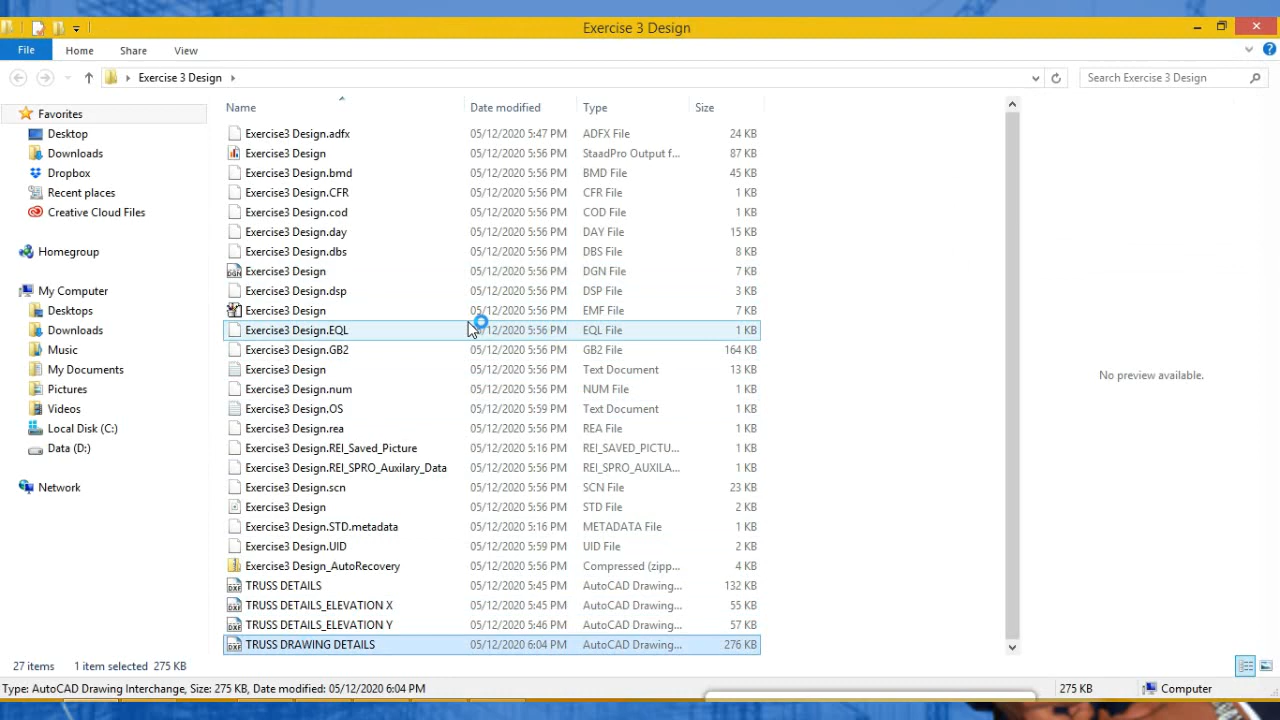 Exercise 3 Design
File Home Share View
Exercise 3 Design Search Exercise 3 Design
Name Date modified Type Size
Favorites
Desktop
Downloads
Dropbox
Recent places
Creative Cloud Files
Homegroup
My Computer
Desktops
Downloads
Music
My Documents
Pictures
Videos
Local Disk (C:)
Data (D:)
Network
Exercise3 Design.adfx 05/12/2020 5:47 PM ADFX File 24 KB
Exercise3 Design 05/12/2020 5:56 PM StaadPro Output f... 87 KB
Exercise3 Design.bmd 05/12/2020 5:56 PM BMD File 45 KB
Exercise3 Design.CFR 05/12/2020 5:56 PM CFR File 1 KB
Exercise3 Design.cod 05/12/2020 5:56 PM COD File 1 KB
Exercise3 Design.day 05/12/2020 5:56 PM DAY File 15 KB
Exercise3 Design.dbs 05/12/2020 5:56 PM DBS File 8 KB
Exercise3 Design 05/12/2020 5:56 PM DGN File 7 KB
Exercise3 Design.dsp 05/12/2020 5:56 PM DSP File 3 KB
Exercise3 Design 05/12/2020 5:56 PM EMF File 7 KB
Exercise3 Design.EQL /12/2020 5:56 PM EQL File 1 KB
Exercise3 Design.GB2 05/12/2020 5:56 PM GB2 File 164 KB
Exercise3 Design 05/12/2020 5:56 PM Text Document 13 KB
Exercise3 Design.num 05/12/2020 5:56 PM NUM File 1 KB
Exercise3 Design.OS 05/12/2020 5:59 PM Text Document 1 KB
Exercise3 Design.rea 05/12/2020 5:56 PM REA File 1 KB
Exercise3 Design.REI_Saved_Picture 05/12/2020 5:16 PM REI_SAVED_PICTU... 1 KB
Exercise3 Design.REI_SPRO_Auxilary_Data 05/12/2020 5:56 PM REI_SPRO_AUXILA... 1 KB
Exercise3 Design.scn 05/12/2020 5:56 PM SCN File 23 KB
Exercise3 Design 05/12/2020 5:56 PM STD File 2 KB
Exercise3 Design.STD.metadata 05/12/2020 5:16 PM METADATA File 1 KB
Exercise3 Design.UID 05/12/2020 5:59 PM UID File 2 KB
Exercise3 Design_AutoRecovery 05/12/2020 5:56 PM Compressed (zipp... 4 KB
TRUSS DETAILS 05/12/2020 5:45 PM AutoCAD Drawing... 132 KB
TRUSS DETAILS_ELEVATION X 05/12/2020 5:45 PM AutoCAD Drawing... 55 KB
TRUSS DETAILS_ELEVATION Y 05/12/2020 5:46 PM AutoCAD Drawing... 57 KB
TRUSS DRAWING DETAILS 05/12/2020 6:04 PM AutoCAD Drawing... 276 KB
No preview available.
27 items 1 item selected 275 KB
Type: AutoCAD Drawing Interchange, Size: 275 KB, Date modified: 05/12/2020 6:04 PM 275 KB Computer